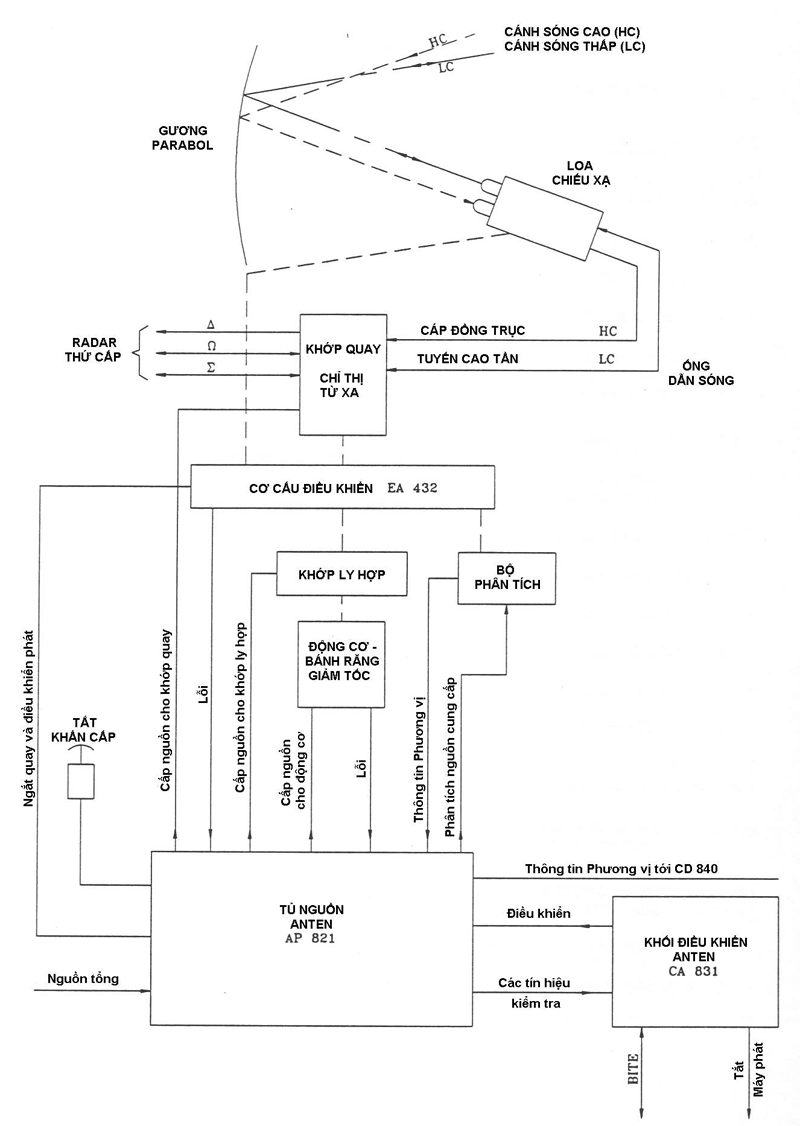 CÁNH SÓNG CAO (HC)
CÁNH SÓNG THẤP (LC)
HC
LC
GƯƠNG
PARABOL
LOA
CHIẾU XẠ
RADAR
THỨ CẤP
Δ
Ω
Σ
KHỚP QUAY
CHỈ THỊ
TỪ XA
CÁP ĐỒNG TRỤC HC
TUYẾN CAO TẦN LC
ỐNG
DẪN SÓNG
CƠ CẤU ĐIỀU KHIỂN EA 432
KHỚP LY HỢP
BỘ
PHÂN TÍCH
ĐỘNG CƠ -
BÁNH RĂNG
GIẢM TỐC
Ngắt quay và điều khiển phát
TẮT
KHẨN CẤP
Cấp nguồn cho khớp quay
Lỗi
Cấp nguồn cho khớp ly hợp
Cấp nguồn
cho động cơ
Lỗi
Thông tin Phương vị
Phân tích nguồn cung cấp
TỦ NGUỒN
ANTEN
AP 821
Thông tin Phương vị tới CD 840
Điều khiển
KHỐI ĐIỀU KHIỂN
ANTEN
CA 831
Nguồn tổng
Các tín hiệu
kiểm tra
BITE
Tắt
Máy phát